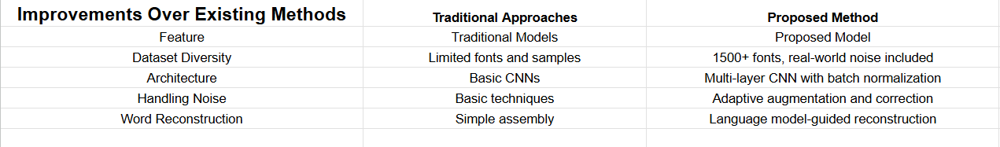 Improvements Over Existing Methods Traditional Approaches Proposed Method
Feature Traditional Models Proposed Model
Dataset Diversity Limited fonts and samples 1500+ fonts, real-world noise included
Architecture Basic CNNs Multi-layer CNN with batch normalization
Handling Noise Basic techniques Adaptive augmentation and correction
Word Reconstruction Simple assembly Language model-guided reconstruction